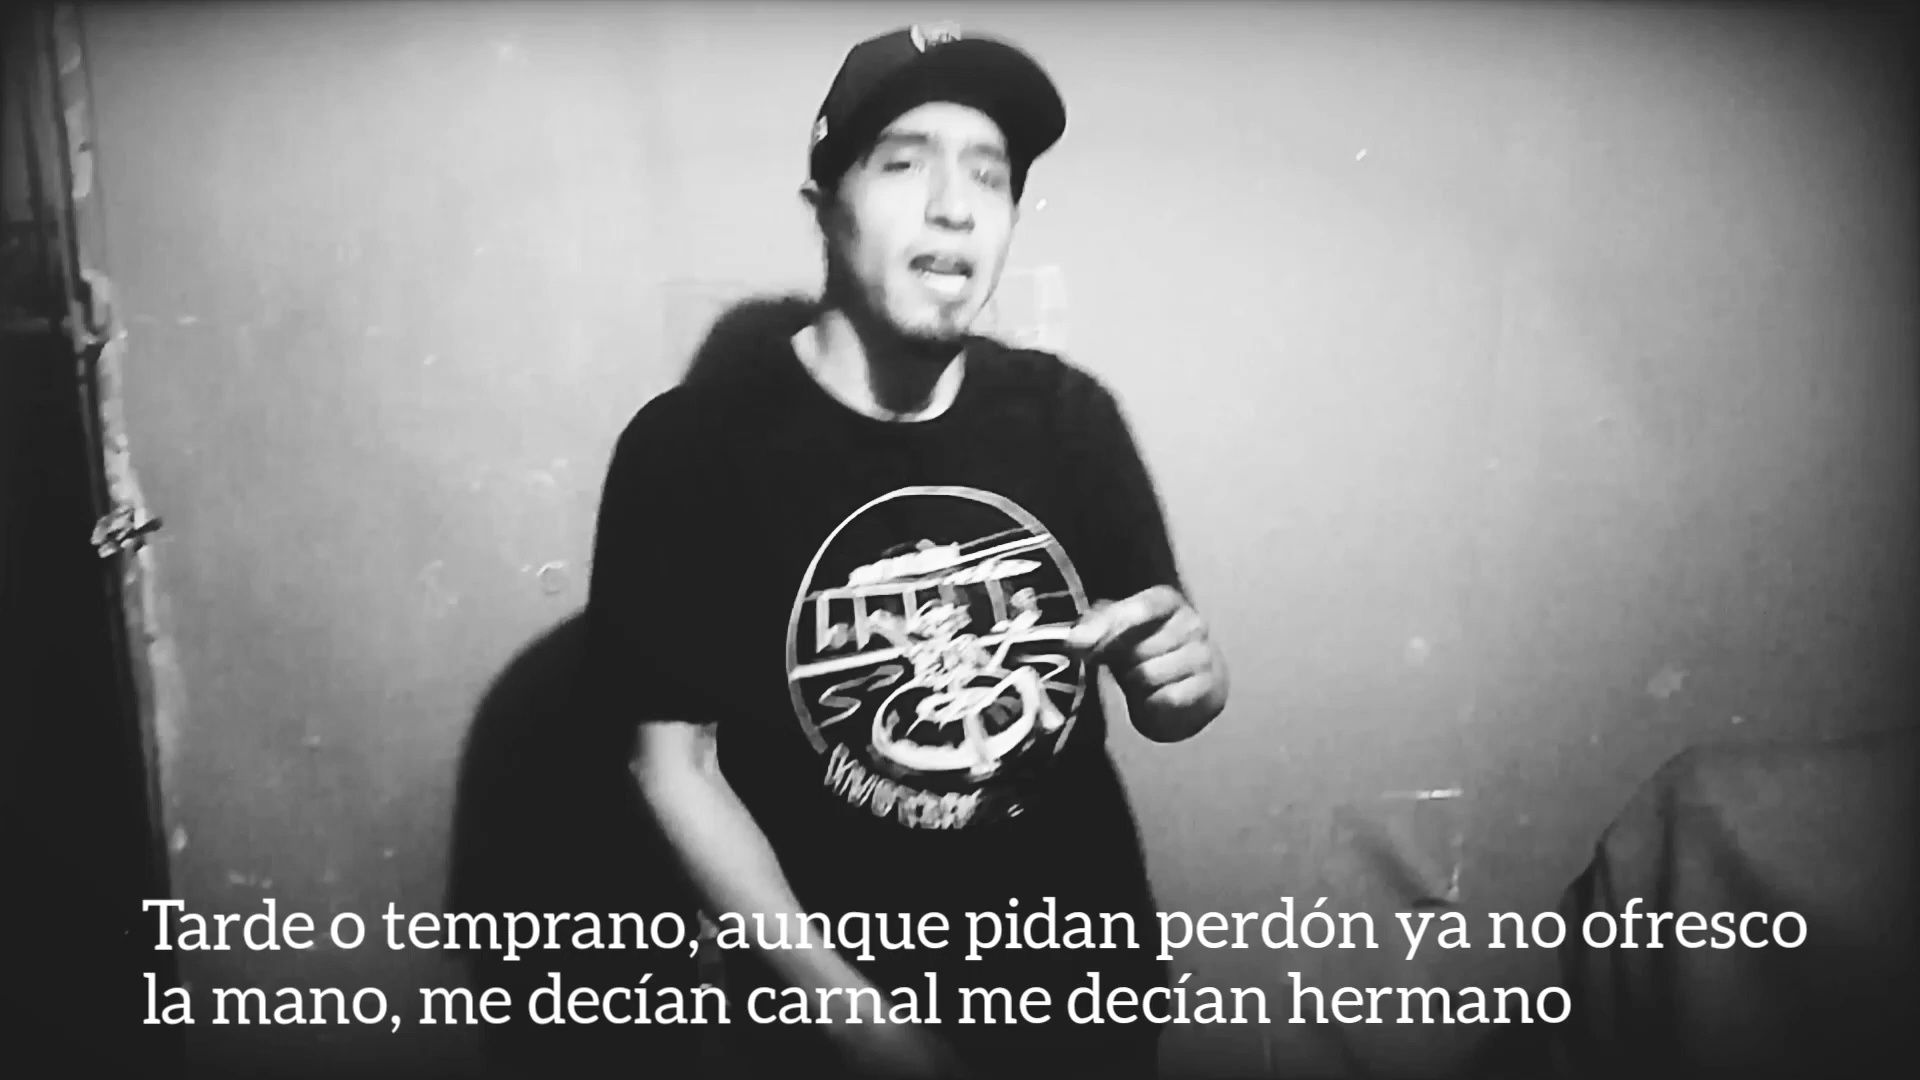 Tarde o temprano, aunque pidan perdón ya no ofresco
la mano, me decían carnal me decían hermano